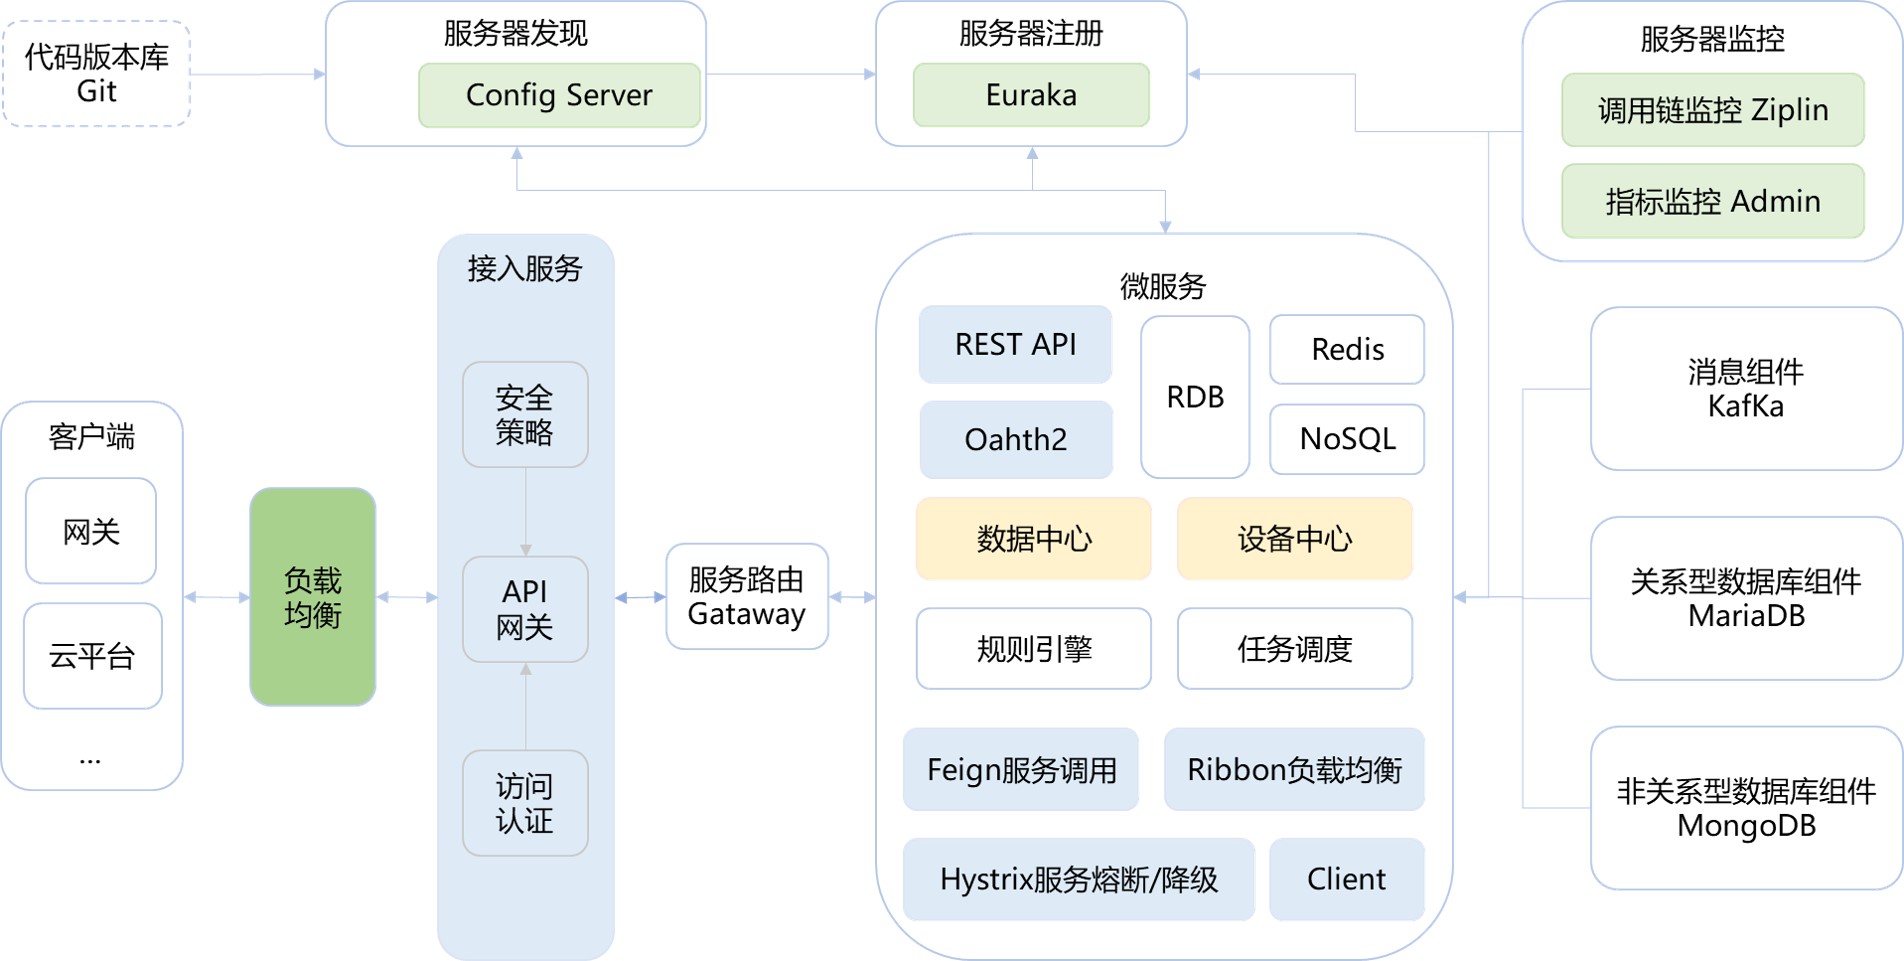 代码版本库
Git
服务器发现
Config Server
服务器注册
Euraka
服务器监控
调用链监控 Ziplin
指标监控 Admin
客户端
网关
云平台
...
负载
均衡
接入服务
安全
策略
API
网关
访问
认证
服务路由
Gataway
微服务
REST API
RDB
Redis
Oahth2
NoSQL
数据中心
设备中心
规则引擎
任务调度
Feign服务调用
Ribbon负载均衡
Hystrix服务熔断/降级
Client
消息组件
KafKa
关系型数据库组件
MariaDB
非关系型数据库组件
MongoDB